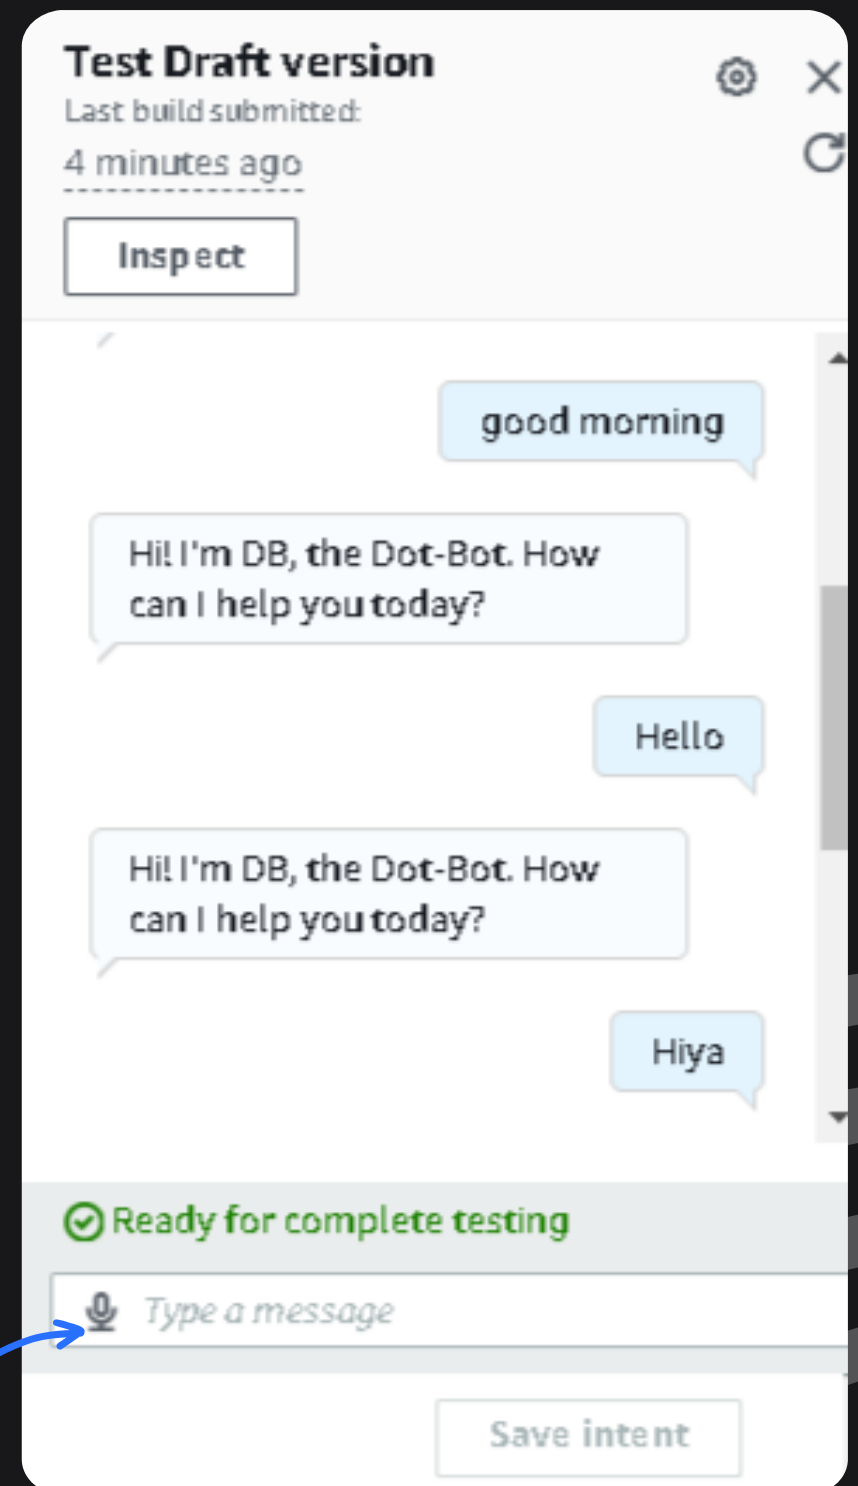 Test Draft version
Last build submitted:
4 minutes ago
Inspect
good morning
Hi! I'm DB, the Dot-Bot. How
can I help you today?
Hello
Hi! I'm DB, the Dot-Bot. How
can I help you today?
Hiya
Ready for complete testing
Type a message
Save intent